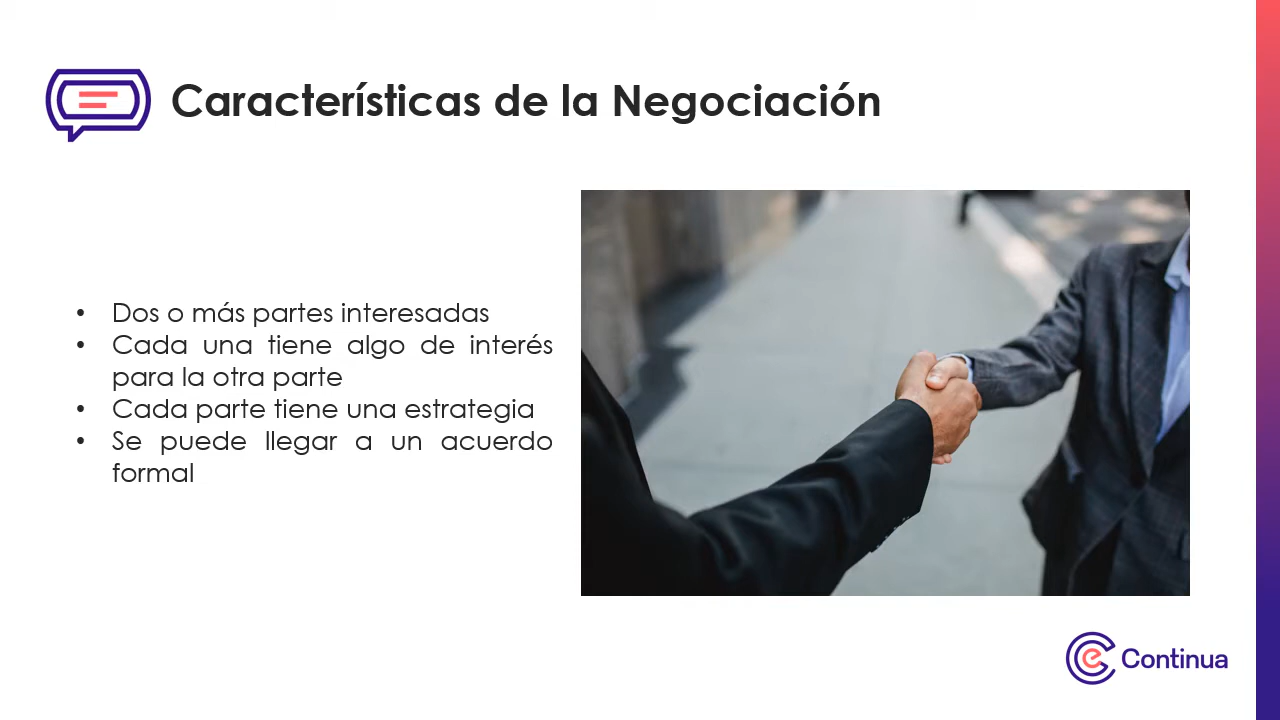 Características de la Negociación
• Dos o más partes interesadas
• Cada una tiene algo de interés
para la otra parte
• Cada parte tiene una estrategia
• Se puede llegar a un acuerdo
formal
Continua